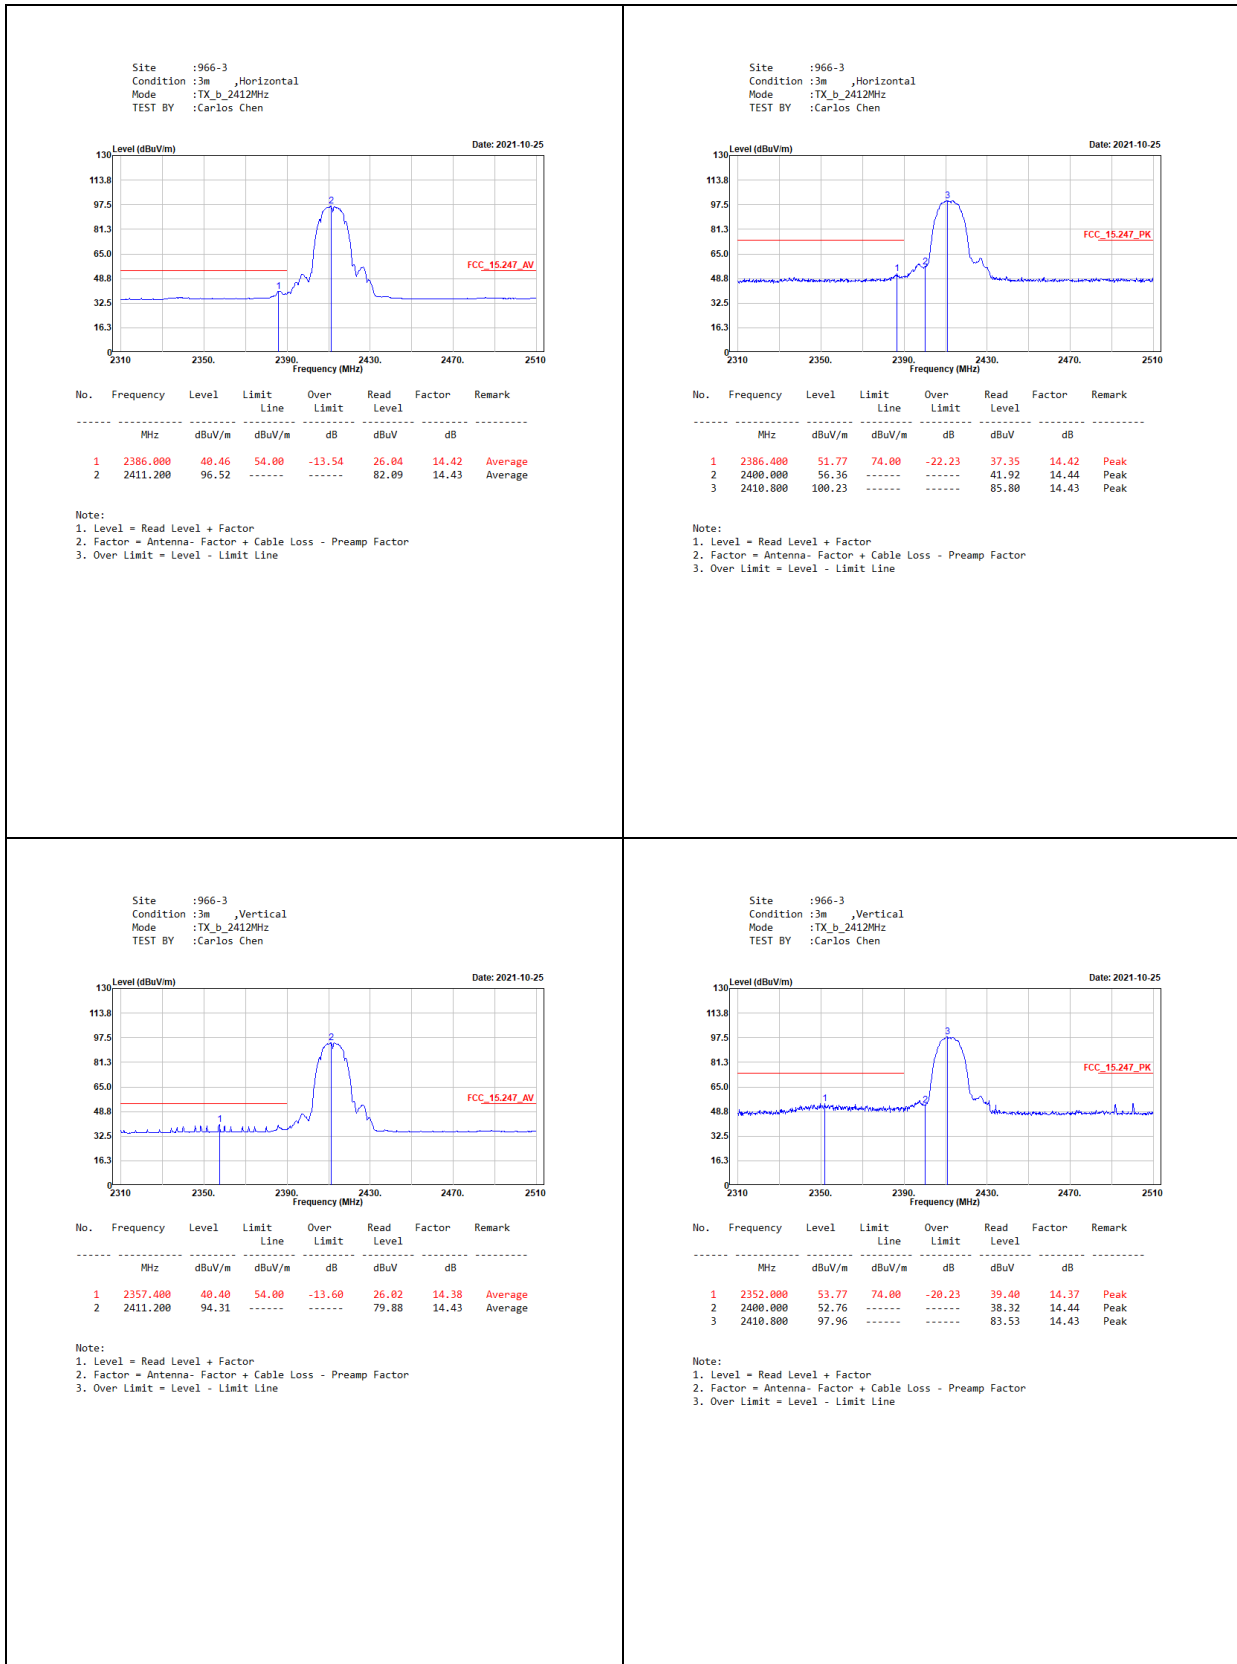 Site :966-3
Condition :3m ,Horizontal
Mode :TX_b_2412MHz
TEST BY :Carlos Chen
Level (dBuV/m) Date: 2021-10-25
130
113.8
97.5
81.3
65.0
48.8
32.5
16.3
0
2
1
FCC_15.247_AV
2310 2350. 2390. 2430. 2470. 2510
Frequency (MHz)
No. Frequency Level Limit Over Read Factor Remark
Line Limit Level
------ ----------- -------- --------- -------- -------- -------- ---------
MHz dBuV/m dBuV/m dB dBuV dB
1 2386.000 40.46 54.00 -13.54 26.04 14.42 Average
2 2411.200 96.52 ------ ------ 82.09 14.43 Average
Note:
1. Level = Read Level + Factor
2. Factor = Antenna- Factor + Cable Loss - Preamp Factor
3. Over Limit = Level - Limit Line
Site :966-3
Condition :3m ,Horizontal
Mode :TX_b_2412MHz
TEST BY :Carlos Chen
Level (dBuV/m) Date: 2021-10-25
130
113.8
97.5
81.3
65.0
48.8
32.5
16.3
0
3
1
2
FCC_15.247_PK
2310 2350. 2390. 2430. 2470. 2510
Frequency (MHz)
No. Frequency Level Limit Over Read Factor Remark
Line Limit Level
------ ----------- -------- --------- -------- -------- -------- ---------
MHz dBuV/m dBuV/m dB dBuV dB
1 2386.400 51.77 74.00 -22.23 37.35 14.42 Peak
2 2400.000 56.36 ------ ------ 41.92 14.44 Peak
3 2410.800 100.23 ------ ------ 85.80 14.43 Peak
Note:
1. Level = Read Level + Factor
2. Factor = Antenna- Factor + Cable Loss - Preamp Factor
3. Over Limit = Level - Limit Line
Site :966-3
Condition :3m ,Vertical
Mode :TX_b_2412MHz
TEST BY :Carlos Chen
Level (dBuV/m) Date: 2021-10-25
130
113.8
97.5
81.3
65.0
48.8
32.5
16.3
0
2
1
FCC_15.247_AV
2310 2350. 2390. 2430. 2470. 2510
Frequency (MHz)
No. Frequency Level Limit Over Read Factor Remark
Line Limit Level
------ ----------- -------- --------- -------- -------- -------- ---------
MHz dBuV/m dBuV/m dB dBuV dB
1 2357.400 40.40 54.00 -13.60 26.02 14.38 Average
2 2411.200 94.31 ------ ------ 79.88 14.43 Average
Note:
1. Level = Read Level + Factor
2. Factor = Antenna- Factor + Cable Loss - Preamp Factor
3. Over Limit = Level - Limit Line
Site :966-3
Condition :3m ,Vertical
Mode :TX_b_2412MHz
TEST BY :Carlos Chen
Level (dBuV/m) Date: 2021-10-25
130
113.8
97.5
81.3
65.0
48.8
32.5
16.3
0
3
1
2
FCC_15.247_PK
2310 2350. 2390. 2430. 2470. 2510
Frequency (MHz)
No. Frequency Level Limit Over Read Factor Remark
Line Limit Level
------ ----------- -------- --------- -------- -------- -------- ---------
MHz dBuV/m dBuV/m dB dBuV dB
1 2352.000 53.77 74.00 -20.23 39.40 14.37 Peak
2 2400.000 52.76 ------ ------ 38.32 14.44 Peak
3 2410.800 97.96 ------ ------ 83.53 14.43 Peak
Note:
1. Level = Read Level + Factor
2. Factor = Antenna- Factor + Cable Loss - Preamp Factor
3. Over Limit = Level - Limit Line